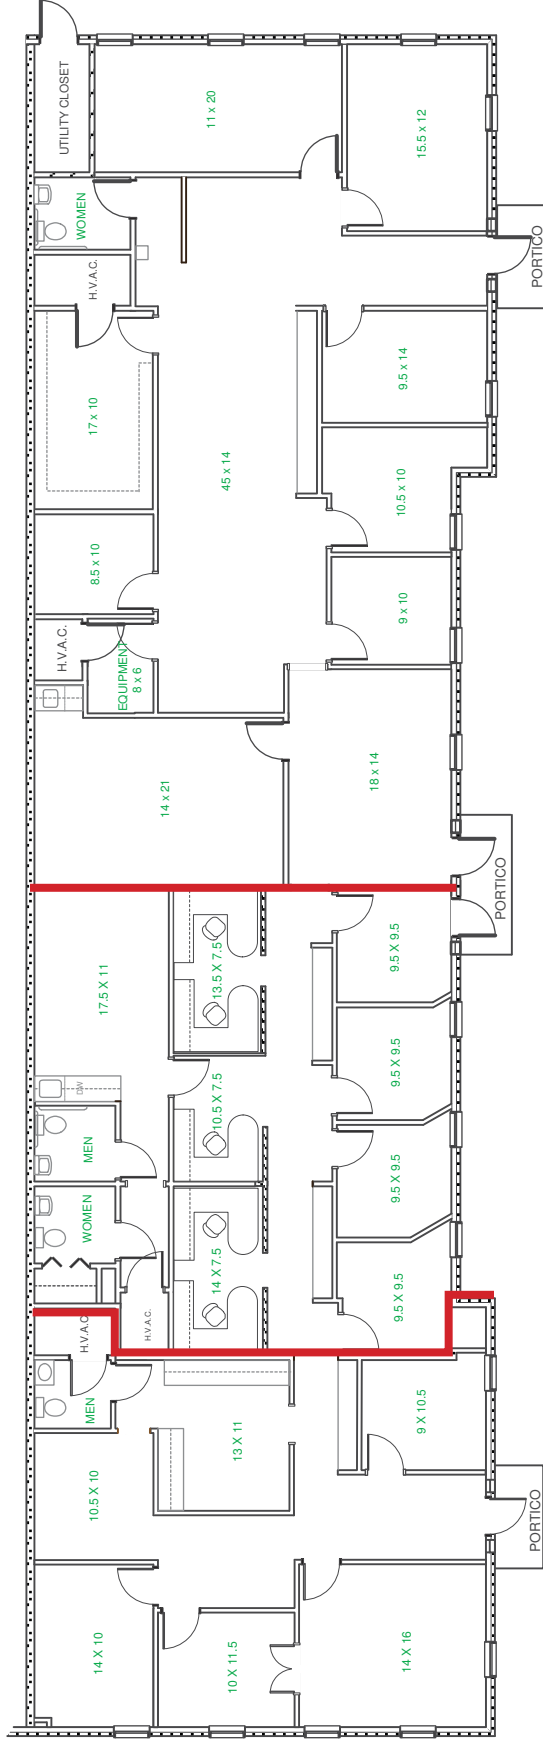 UTILITY CLOSET
11 x 20
15.5 x 12
WOMEN
PORTICO
H.V.A.C.
17 x 10
9.5 x 14
45 x 14
10.5 x 10
8.5 x 10
9 x 10
H.V.A.C.
EQUIPMENT
8 x 6
14 x 21
18 x 14
PORTICO
17.5 X 11
13.5 X 7.5
9.5 X 9.5
DW
10.5 X 7.5
9.5 X 9.5
MEN
9.5 X 9.5
WOMEN
14 X 7.5
9.5 X 9.5
H.V.A.C.
H.V.A.C.
MEN
13 X 11
9 X 10.5
10.5 X 10
PORTICO
14 X 10
10 X 11.5
14 X 16